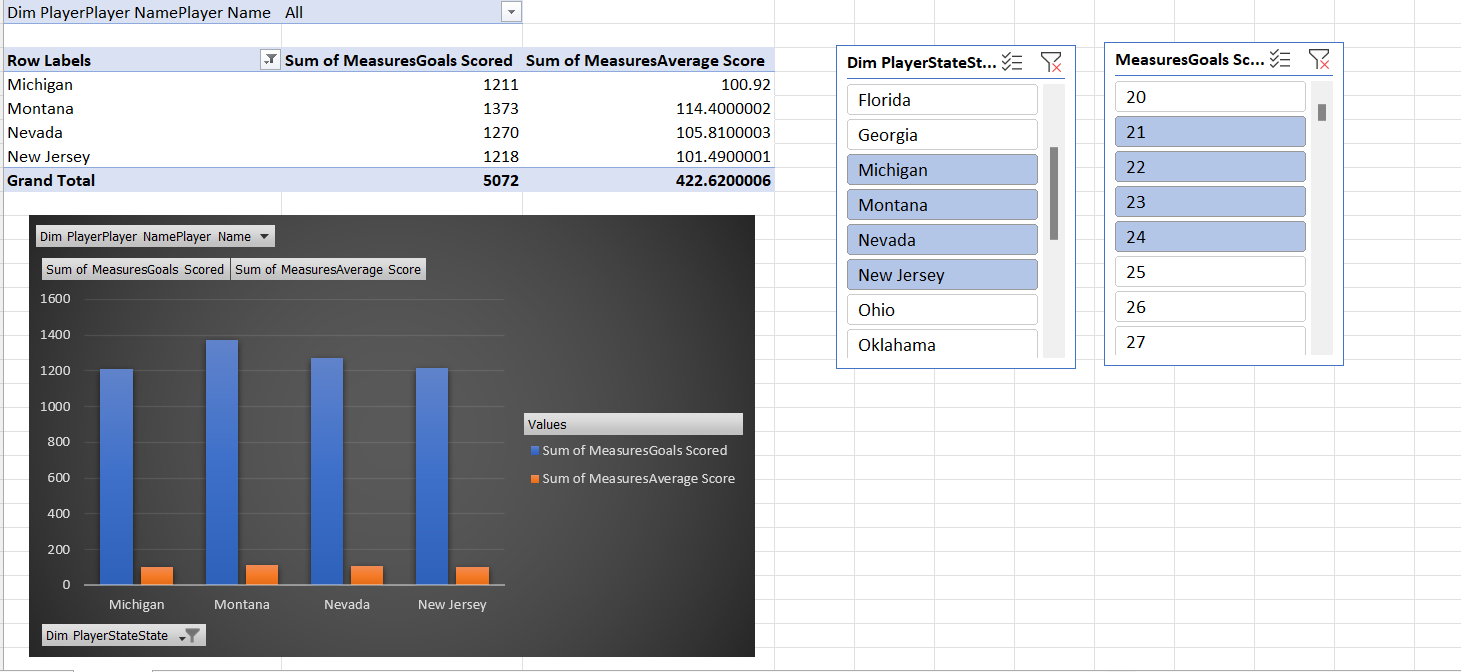 Dim PlayerPlayer NamePlayer Name All
Row Labels Sum of MeasuresGoals Scored Sum of MeasuresAverage Score
Michigan 1211 100.92
Montana 1373 114.4000002
Nevada 1270 105.8100003
New Jersey 1218 101.4900001
Grand Total 5072 422.6200006
Dim PlayerStateSt...
Florida
Georgia
Michigan
Montana
Nevada
New Jersey
Ohio
Oklahama
MeasuresGoals Sc...
20
21
22
23
24
25
26
27
Dim PlayerPlayer NamePlayer Name
Sum of MeasuresGoals Scored Sum of MeasuresAverage Score
1600
1400
1200
1000
800
600
400
200
0
Michigan Montana Nevada New Jersey
Values
Sum of MeasuresGoals Scored
Sum of MeasuresAverage Score
Dim PlayerStateState